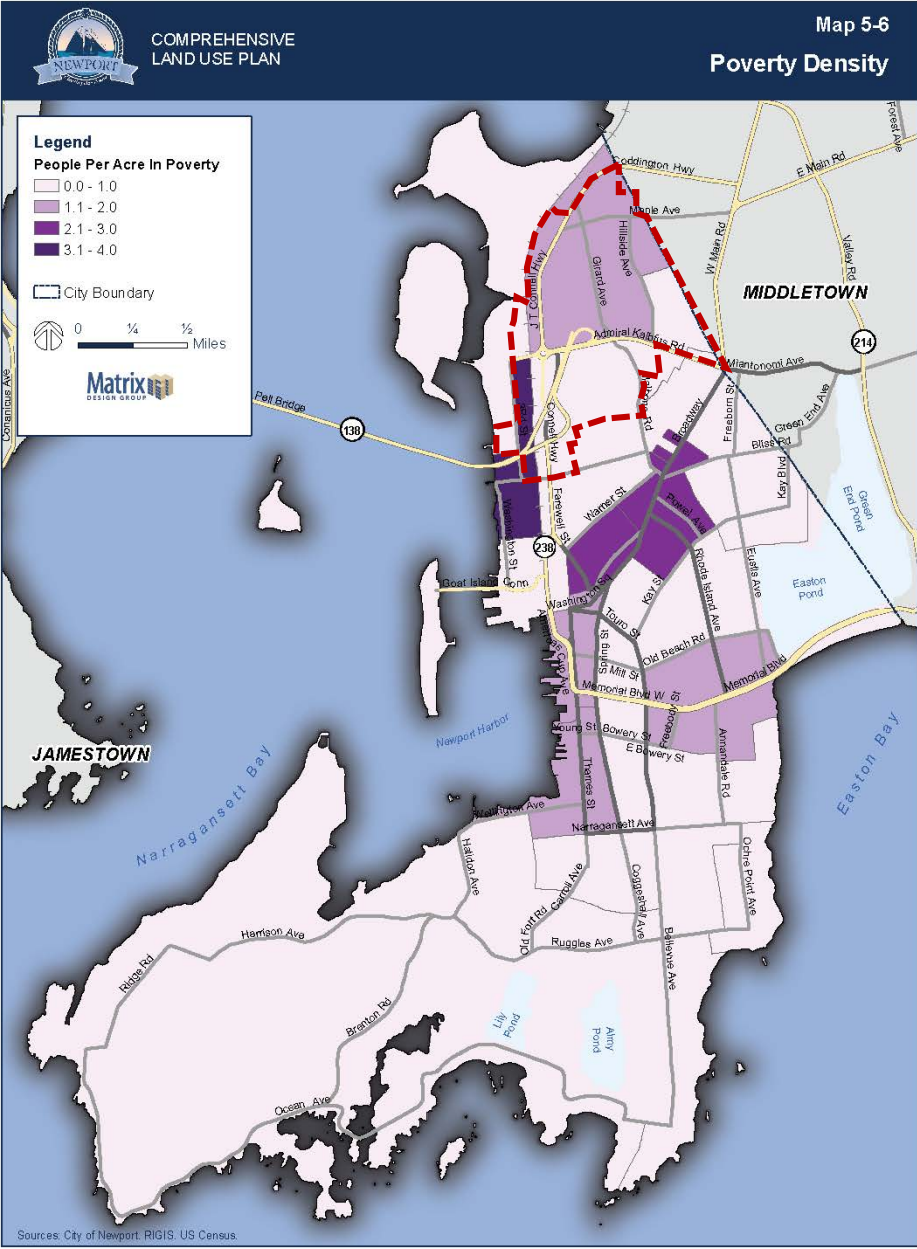 NEWPORT
COMPREHENSIVE
LAND USE PLAN
Map 5-6
Poverty Density
Legend
People Per Acre In Poverty
0.0 - 1.0
1.1 - 2.0
2.1 - 3.0
3.1 - 4.0
City Boundary
0 ¼ ½
Miles
Matrix
DESIGN GROUP
Forest Ave
Coddington Hwy
E Main Rd
Maple Ave
W Main Rd
Valley Rd
Hillside Ave
Girard Ave
J T Connell Hwy
MIDDLETOWN
214
Admiral Kalbfus Rd
Miantonomi Ave
Conanicus Ave
Pell Bridge
138
Connell Hwy
Broadway
Freeborn St
Green End Ave
Bliss Rd
Kay Blvd
Green
End Pond
Warner St
Farewell St
Washington St
Powel Ave
238
Eustis Ave
Rhode Island Ave
Easton
Pond
Goat Island Conn
Washington Sq
Kay St
Touro St
Spring St
Mill St
Old Beach Rd
Americas Cup Ave
Memorial Blvd W
Memorial Blvd
Freebody St
Newport Harbor
Young St
Bowery St
E Bowery St
Annandale Rd
JAMESTOWN
Narragansett Bay
Easton Bay
Thames St
Wellington Ave
Narragansett Ave
Halidon Ave
Carroll Ave
Coggeshall Ave
Ochre Point Ave
Old Fort Rd
Ruggles Ave
Bellevue Ave
Harrison Ave
Ridge Rd
Brenton Rd
Lily
Pond
Almy
Pond
Ocean Ave
Sources: City of Newport. RIGIS. US Census.